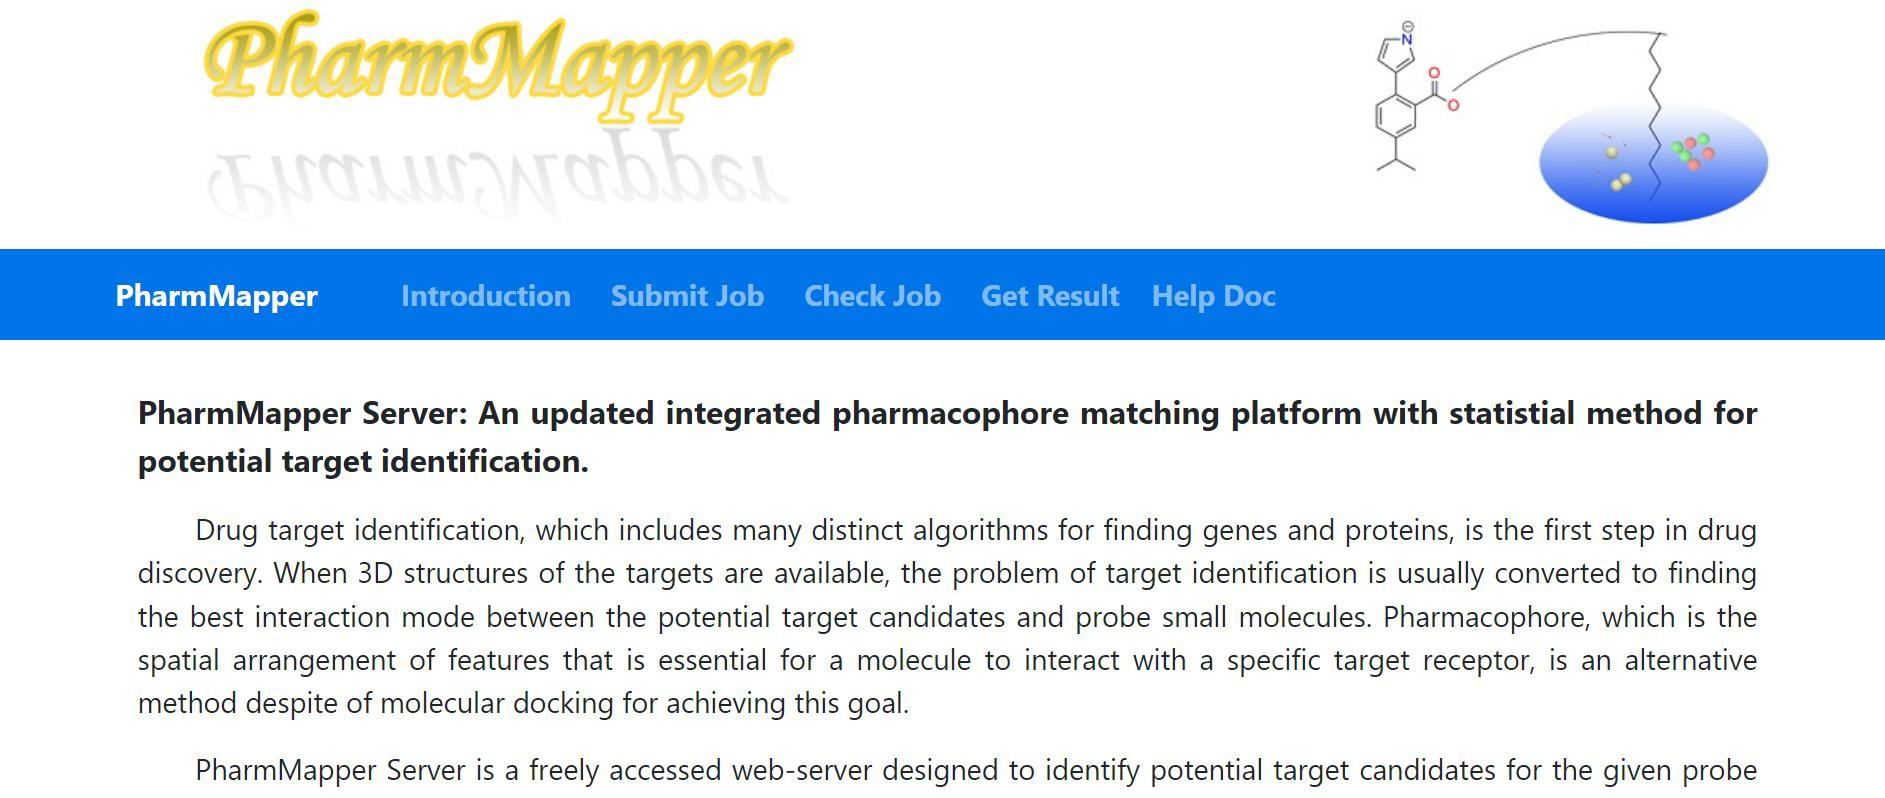 PharmMapper
N
O
O
PharmMapper Introduction Submit Job Check Job Get Result Help Doc
PharmMapper Server: An updated integrated pharmacophore matching platform with statistial method for
potential target identification.
Drug target identification, which includes many distinct algorithms for finding genes and proteins, is the first step in drug
discovery. When 3D structures of the targets are available, the problem of target identification is usually converted to finding
the best interaction mode between the potential target candidates and probe small molecules. Pharmacophore, which is the
spatial arrangement of features that is essential for a molecule to interact with a specific target receptor, is an alternative
method despite of molecular docking for achieving this goal.
PharmMapper Server is a freely accessed web-server designed to identify potential target candidates for the given probe